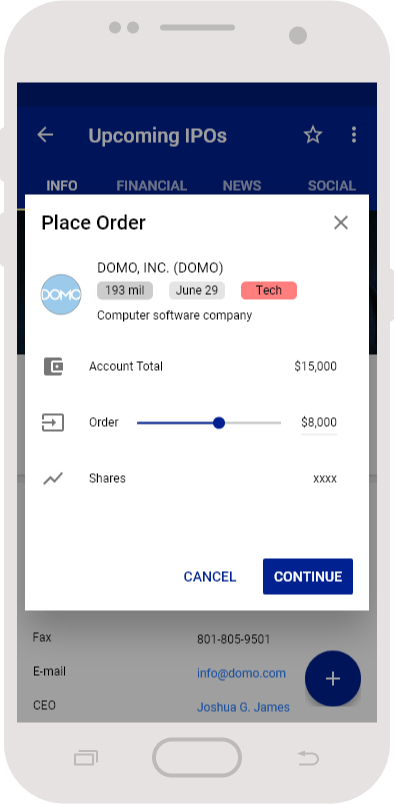 Upcoming IPOs
INFO FINANCIAL NEWS SOCIAL
Place Order
DOMO
DOMO, INC. (DOMO)
193 mil June 29 Tech
Computer software company
Account Total $15,000
Order $8,000
Shares xxxx
CANCEL CONTINUE
Fax 801-805-9501
E-mail info@domo.com
CEO Joshua G. James